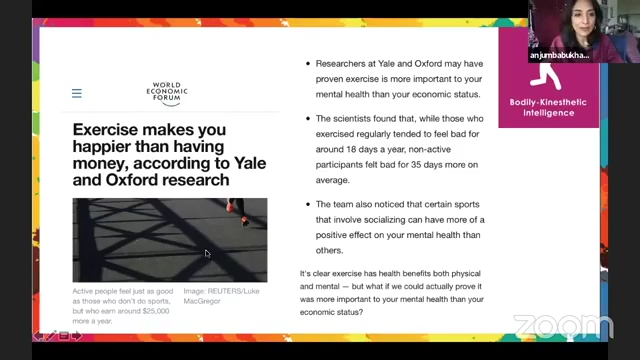 WORLD
ECONOMIC
FORUM
Exercise makes you
happier than having
money, according to Yale
and Oxford research
Active people feel just as good
as those who don't do sports,
but who earn around $25,000
more a year.
Image: REUTERS/Luke
MacGregor
• Researchers at Yale and Oxford may have
proven exercise is more important to your
mental health than your economic status.
• The scientists found that, while those who
exercised regularly tended to feel bad for
around 18 days a year, non-active
participants felt bad for 35 days more on
average.
• The team also noticed that certain sports
that involve socializing can have more of a
positive effect on your mental health than
others.
It's clear exercise has health benefits both physical
and mental — but what if we could actually prove it
was more important to your mental health than your
economic status?
Bodily-Kinesthetic
Intelligence
anjumbabukha...
zoom